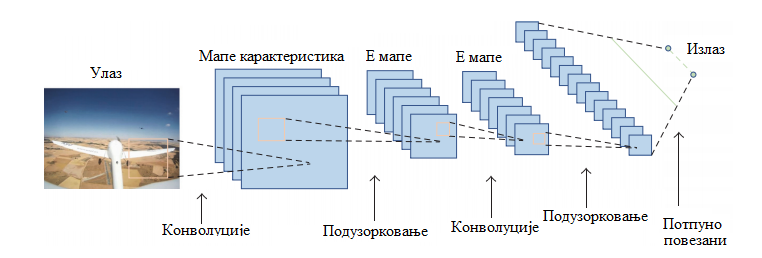 Улаз
Мапе карактеристика
Е мапе
Е мапе
Излаз
Конволуције
Подузорковање
Конволуције
Подузорковање
Потпуно
повезани